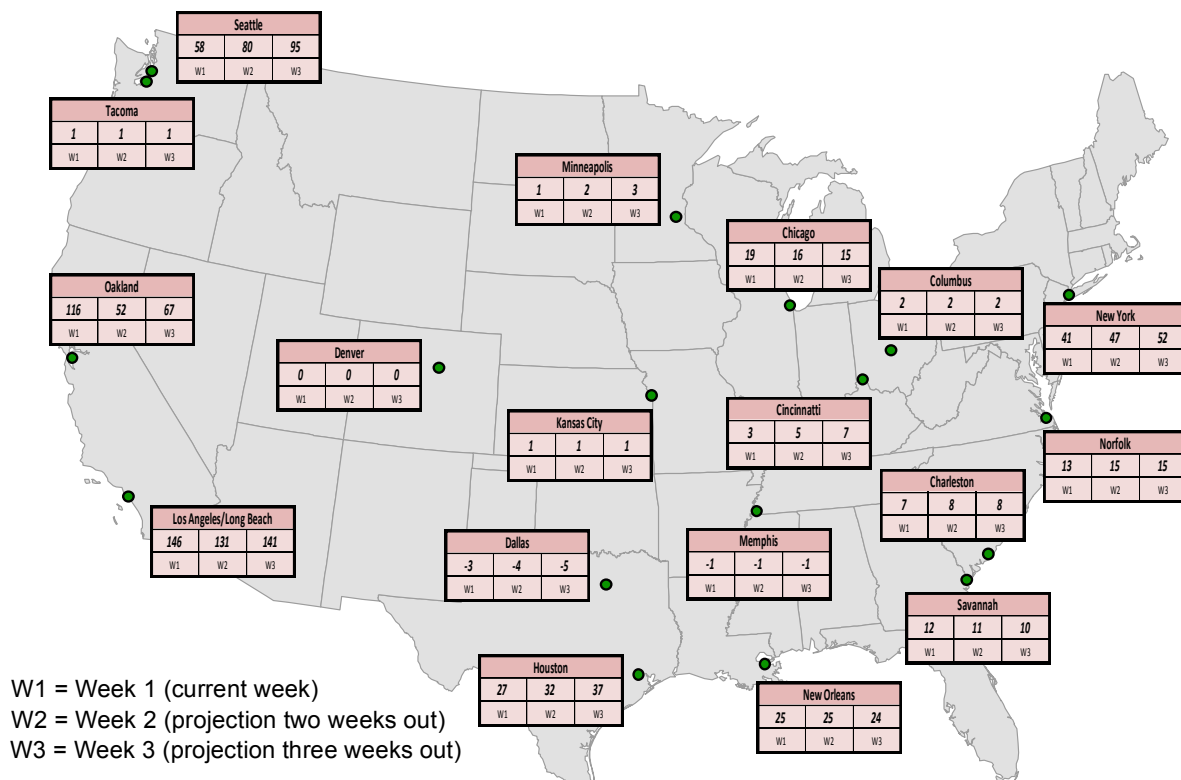 Seattle
58 80 95
W1 W2 W3
Tacoma
1 1 1
W1 W2 W3
Minneapolis
1 2 3
W1 W2 W3
Chicago
19 16 15
W1 W2 W3
Columbus
2 2 2
W1 W2 W3
Oakland
116 52 67
W1 W2 W3
New York
41 47 52
W1 W2 W3
Denver
0 0 0
W1 W2 W3
Kansas City
1 1 1
W1 W2 W3
Cincinnatti
3 5 7
W1 W2 W3
Norfolk
13 15 15
W1 W2 W3
Charleston
7 8 8
W1 W2 W3
Los Angeles/Long Beach
146 131 141
W1 W2 W3
Dallas
-3 -4 -5
W1 W2 W3
Memphis
-1 -1 -1
W1 W2 W3
Savannah
12 11 10
W1 W2 W3
Houston
27 32 37
W1 W2 W3
New Orleans
25 25 24
W1 W2 W3
W1 = Week 1 (current week)
W2 = Week 2 (projection two weeks out)
W3 = Week 3 (projection three weeks out)